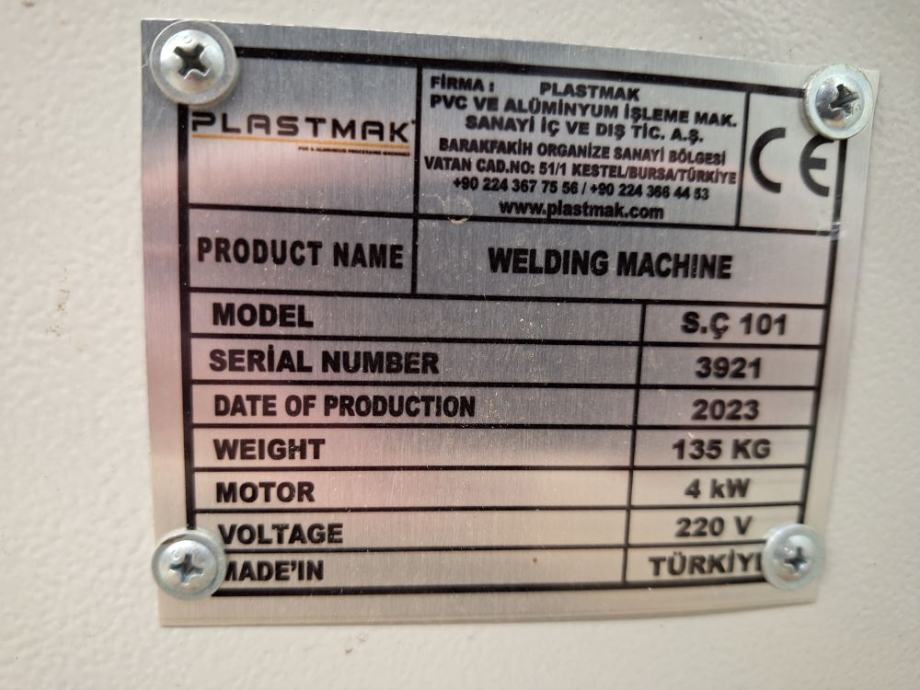 PLASTMAK
FİRMA : PLASTMAK
PVC VE ALÜMİNYUM İŞLEME MAK.
SANAYİ İÇ VE DIŞ TİC. A.Ş.
BARAKFAKİH ORGANİZE SANAYİ BÖLGESİ
VATAN CAD.NO: 51/1 KESTEL/BURSA/TÜRKİYE
+90 224 367 75 56 / +90 224 366 44 53
www.plastmak.com
CE
PRODUCT NAME WELDING MACHINE
MODEL S.Ç 101
SERİAL NUMBER 3921
DATE OF PRODUCTION 2023
WEIGHT 135 KG
MOTOR 4 kW
VOLTAGE 220 V
MADE'IN TÜRKİYE